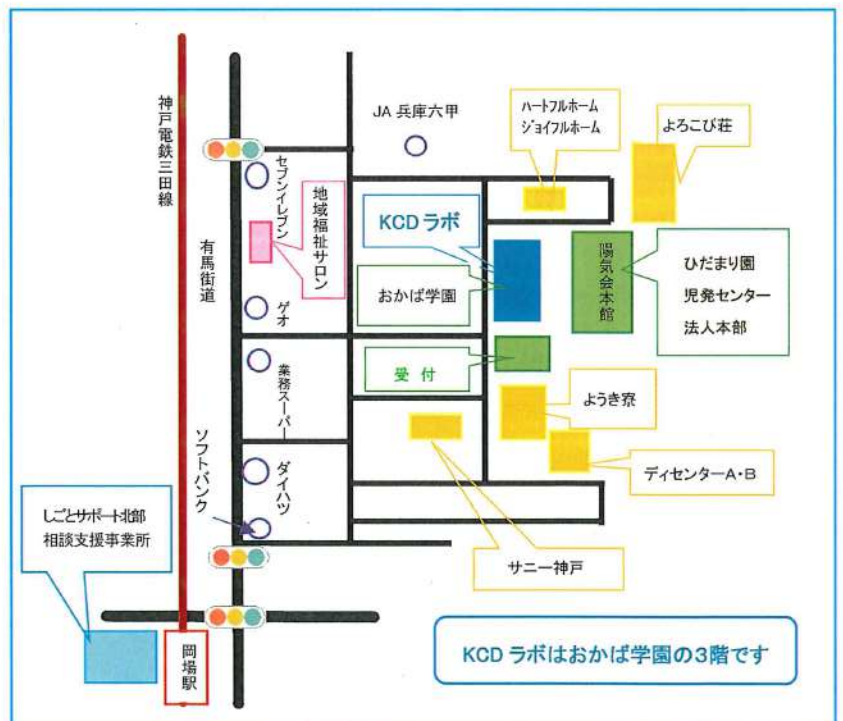 神戸電鉄三田線
有馬街道
セブンイレブン
地域福祉サロン
ゲオ
業務スーパー
ソフトバンク
ダイハツ
JA 兵庫六甲
ハートフルホーム
ジョイフルホーム
よろこび荘
KCD ラボ
おかば学園
陽気会本館
ひだまり園
児発センター
法人本部
受 付
ようき寮
ディセンターA・B
サニー神戸
しごとサポート北部
相談支援事業所
岡場駅
KCD ラボはおかば学園の3階です